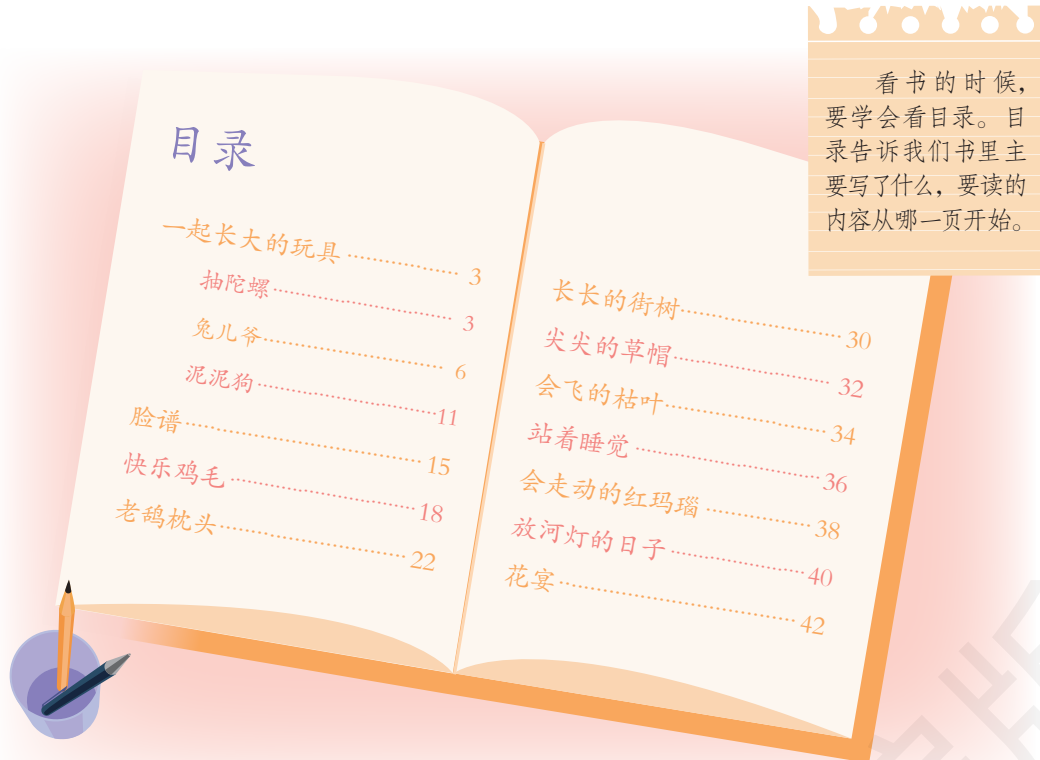 目录
一起长大的玩具 …………… 3
抽陀螺 …………… 3
兔儿爷 …………… 6
泥泥狗 …………… 11
脸谱 …………… 15
快乐鸡毛 …………… 18
老鸹枕头 …………… 22
长长的街树 …………… 30
尖尖的草帽 …………… 32
会飞的枯叶 …………… 34
站着睡觉 …………… 36
会走动的红玛瑙 …………… 38
放河灯的日子 …………… 40
花宴 …………… 42
看书的时候，
要学会看目录。目
录告诉我们书里主
要写了什么，要读的
内容从哪一页开始。